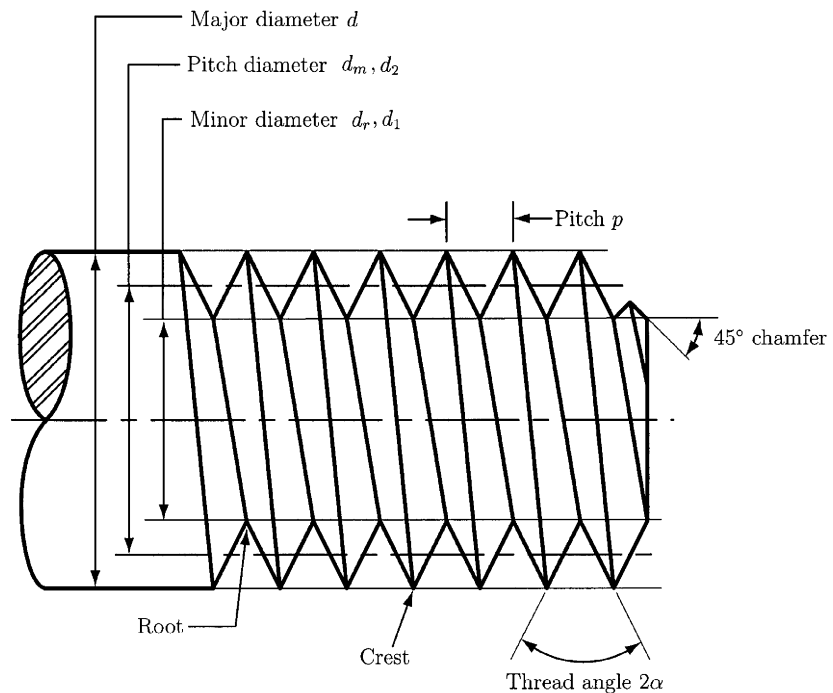 Major diameter d
Pitch diameter d_m, d_2
Minor diameter d_r, d_1
Pitch p
45° chamfer
Root
Crest
Thread angle 2α